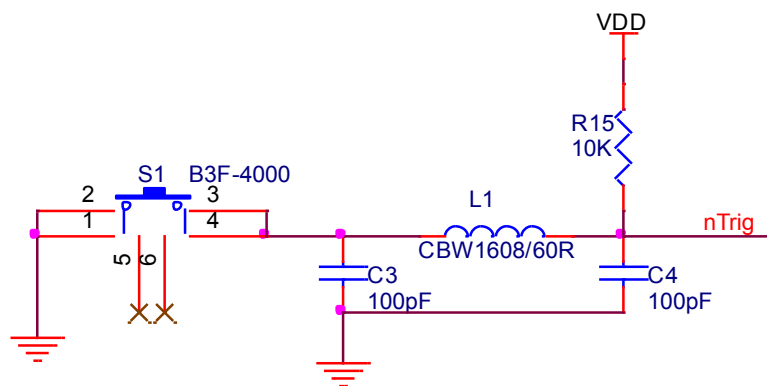 VDD
R15
10K
S1 B3F-4000
2 3
1 4
L1
nTrig
CBW1608/60R
5 6
C3
100pF
C4
100pF